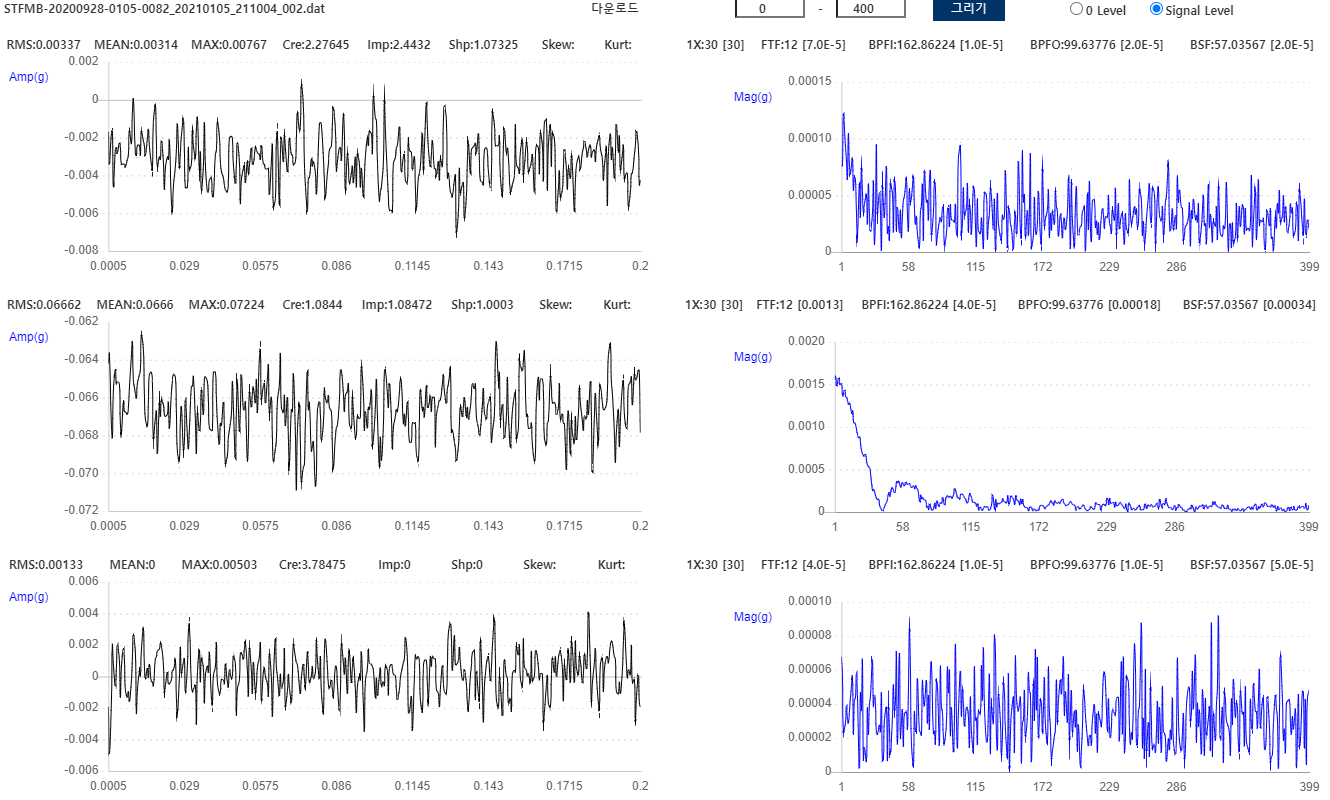 STFMB-20200928-0105-0082_20210105_211004_002.dat 다운로드 0 - 400 그리기 0 Level Signal Level
RMS:0.00337 MEAN:0.00314 MAX:0.00767 Cre:2.27645 Imp:2.4432 Shp:1.07325 Skew: Kurt:
Amp(g)
0.002
0
-0.002
-0.004
-0.006
-0.008
0.0005 0.029 0.0575 0.086 0.1145 0.143 0.1715 0.2
1X:30 [30] FTF:12 [7.0E-5] BPFI:162.86224 [1.0E-5] BPFO:99.63776 [2.0E-5] BSF:57.03567 [2.0E-5]
Mag(g)
0.00015
0.00010
0.00005
0
1 58 115 172 229 286 399
RMS:0.06662 MEAN:0.0666 MAX:0.07224 Cre:1.0844 Imp:1.08472 Shp:1.0003 Skew: Kurt:
Amp(g)
-0.062
-0.064
-0.066
-0.068
-0.070
-0.072
0.0005 0.029 0.0575 0.086 0.1145 0.143 0.1715 0.2
1X:30 [30] FTF:12 [0.0013] BPFI:162.86224 [4.0E-5] BPFO:99.63776 [0.00018] BSF:57.03567 [0.00034]
Mag(g)
0.0020
0.0015
0.0010
0.0005
0
1 58 115 172 229 286 399
RMS:0.00133 MEAN:0 MAX:0.00503 Cre:3.78475 Imp:0 Shp:0 Skew: Kurt:
Amp(g)
0.006
0.004
0.002
0
-0.002
-0.004
-0.006
0.0005 0.029 0.0575 0.086 0.1145 0.143 0.1715 0.2
1X:30 [30] FTF:12 [4.0E-5] BPFI:162.86224 [1.0E-5] BPFO:99.63776 [1.0E-5] BSF:57.03567 [5.0E-5]
Mag(g)
0.00010
0.00008
0.00006
0.00004
0.00002
0
1 58 115 172 229 286 399